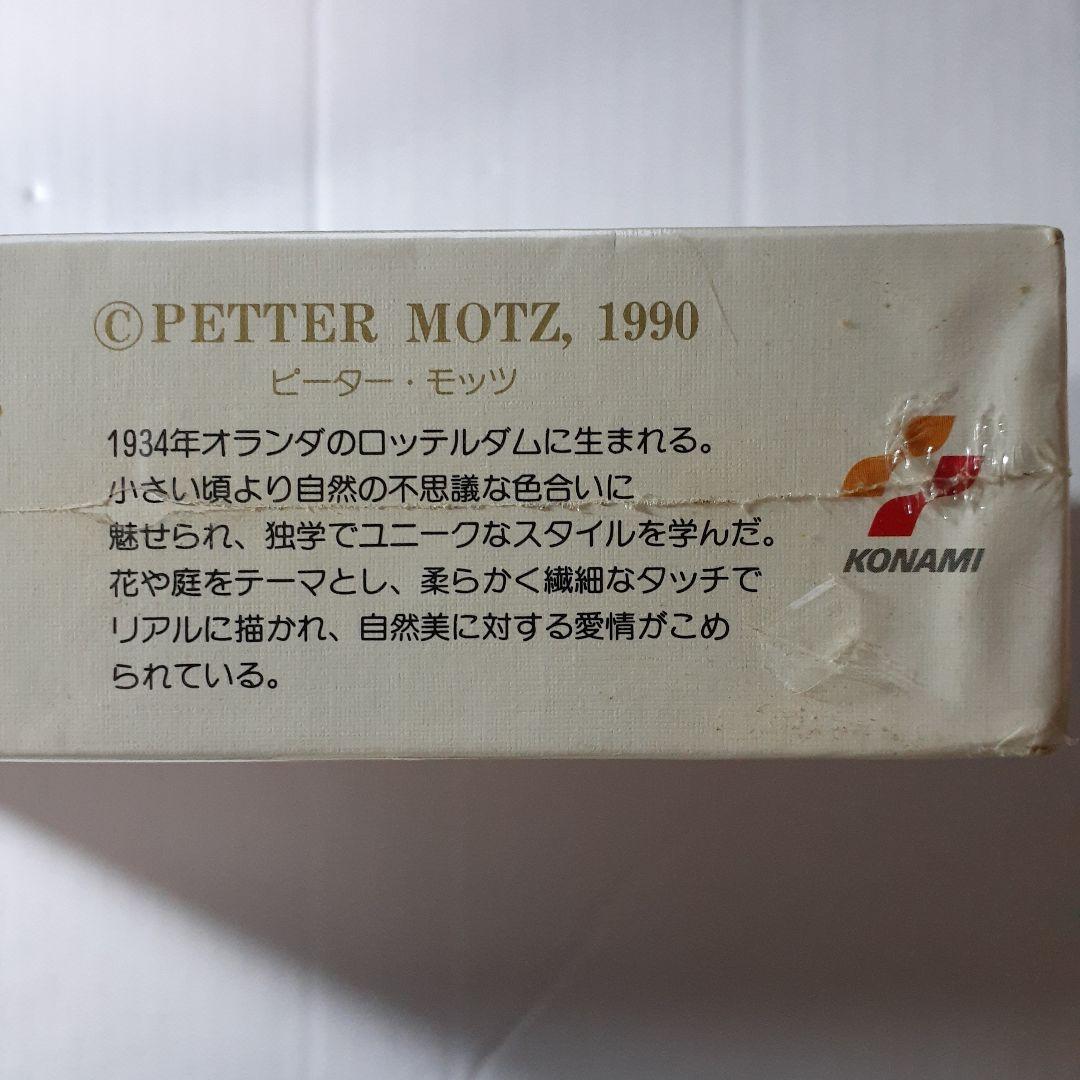 ©PETTER MOTZ, 1990
ピーター・モッツ
1934年オランダのロッテルダムに生まれる。
小さい頃より自然の不思議な色合いに
魅せられ、独学でユニークなスタイルを学んだ。
花や庭をテーマとし、柔らかく繊細なタッチで
リアルに描かれ、自然美に対する愛情がこめ
られている。
KONAMI